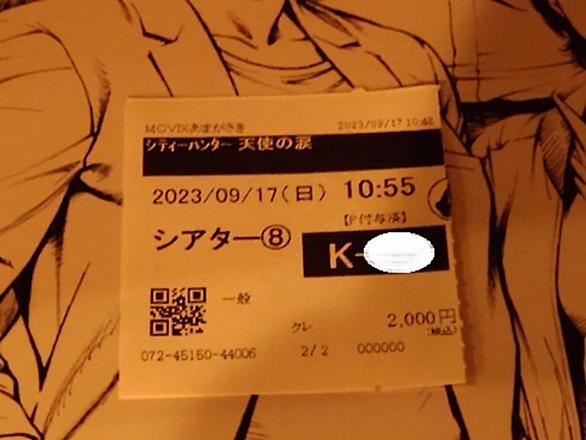 MOVIXあまがさき 2023/09/17 10:48
シティーハンター 天使の涙
2023/09/17(日) 10:55
【P付与済】
シアター⑧ K-
一般
クレ 2,000円
(税込)
072-45150-44006 2/2 000000